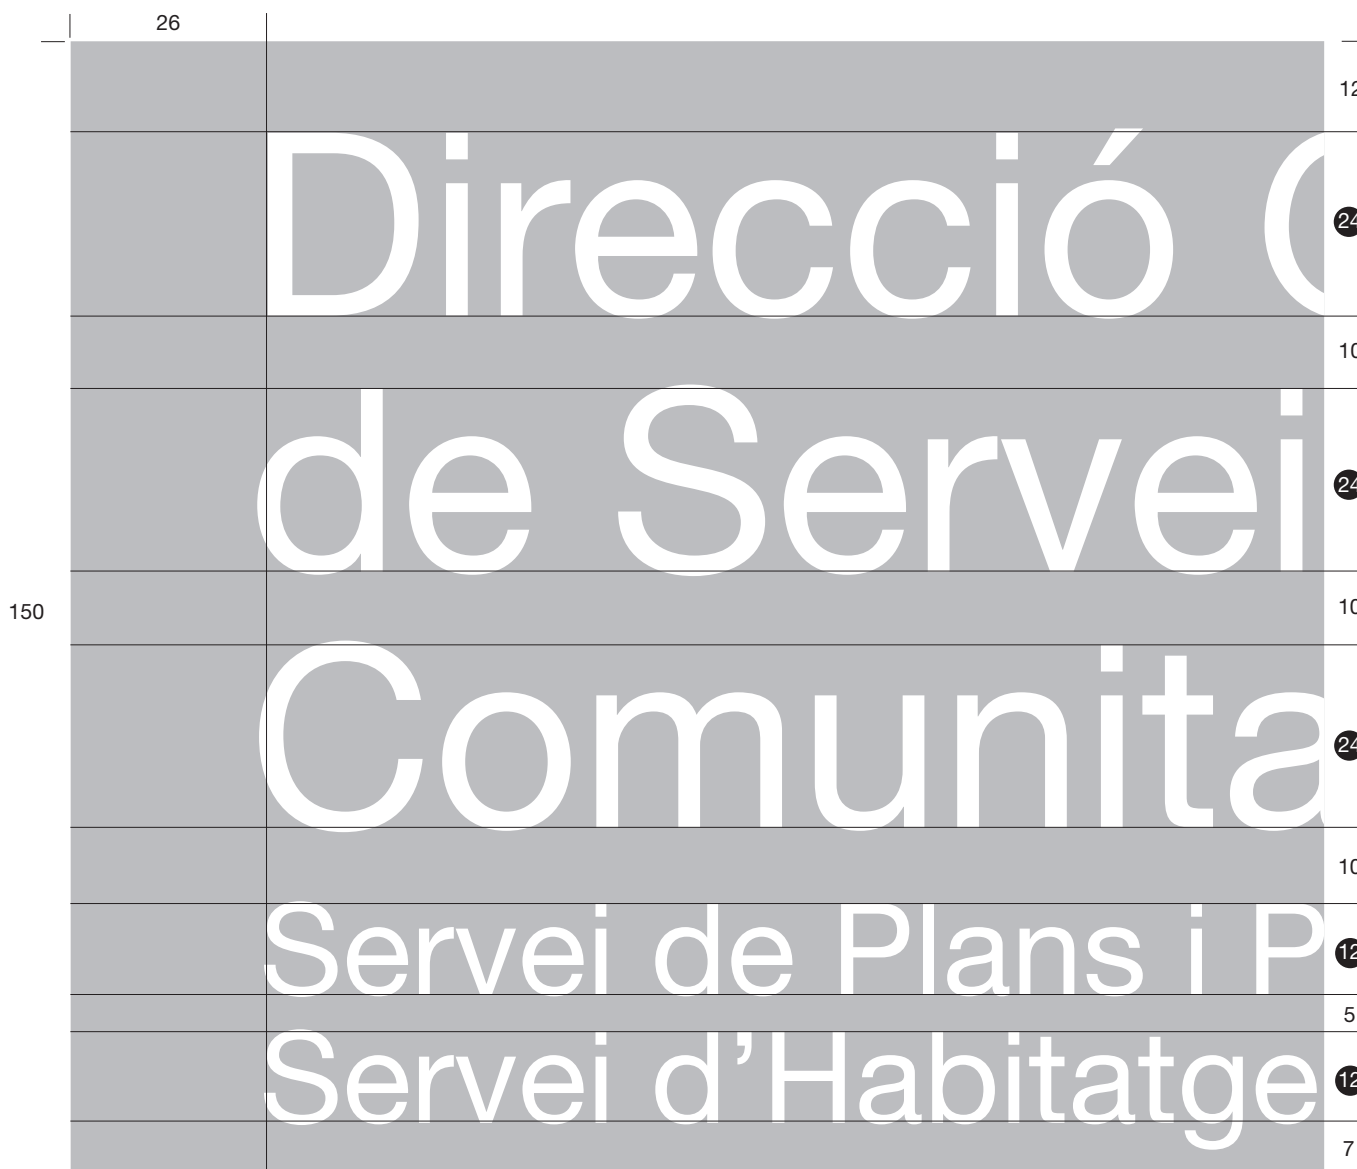 26
12
Direcció
24
10
de Servei
24
10
150
Comunita
24
10
Servei de Plans i P
12
5
Servei d’Habitatge
12
7